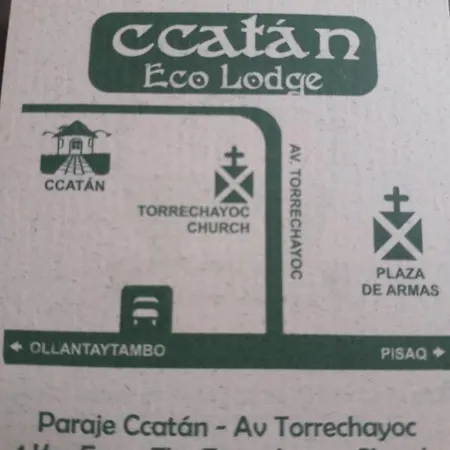 ccatán
Eco Lodge
CCATÁN
TORRECHAYOC
CHURCH
AV. TORRECHAYOC
PLAZA
DE ARMAS
OLLANTAYTAMBO
PISAQ
Paraje Ccatán - Av Torrechayoc